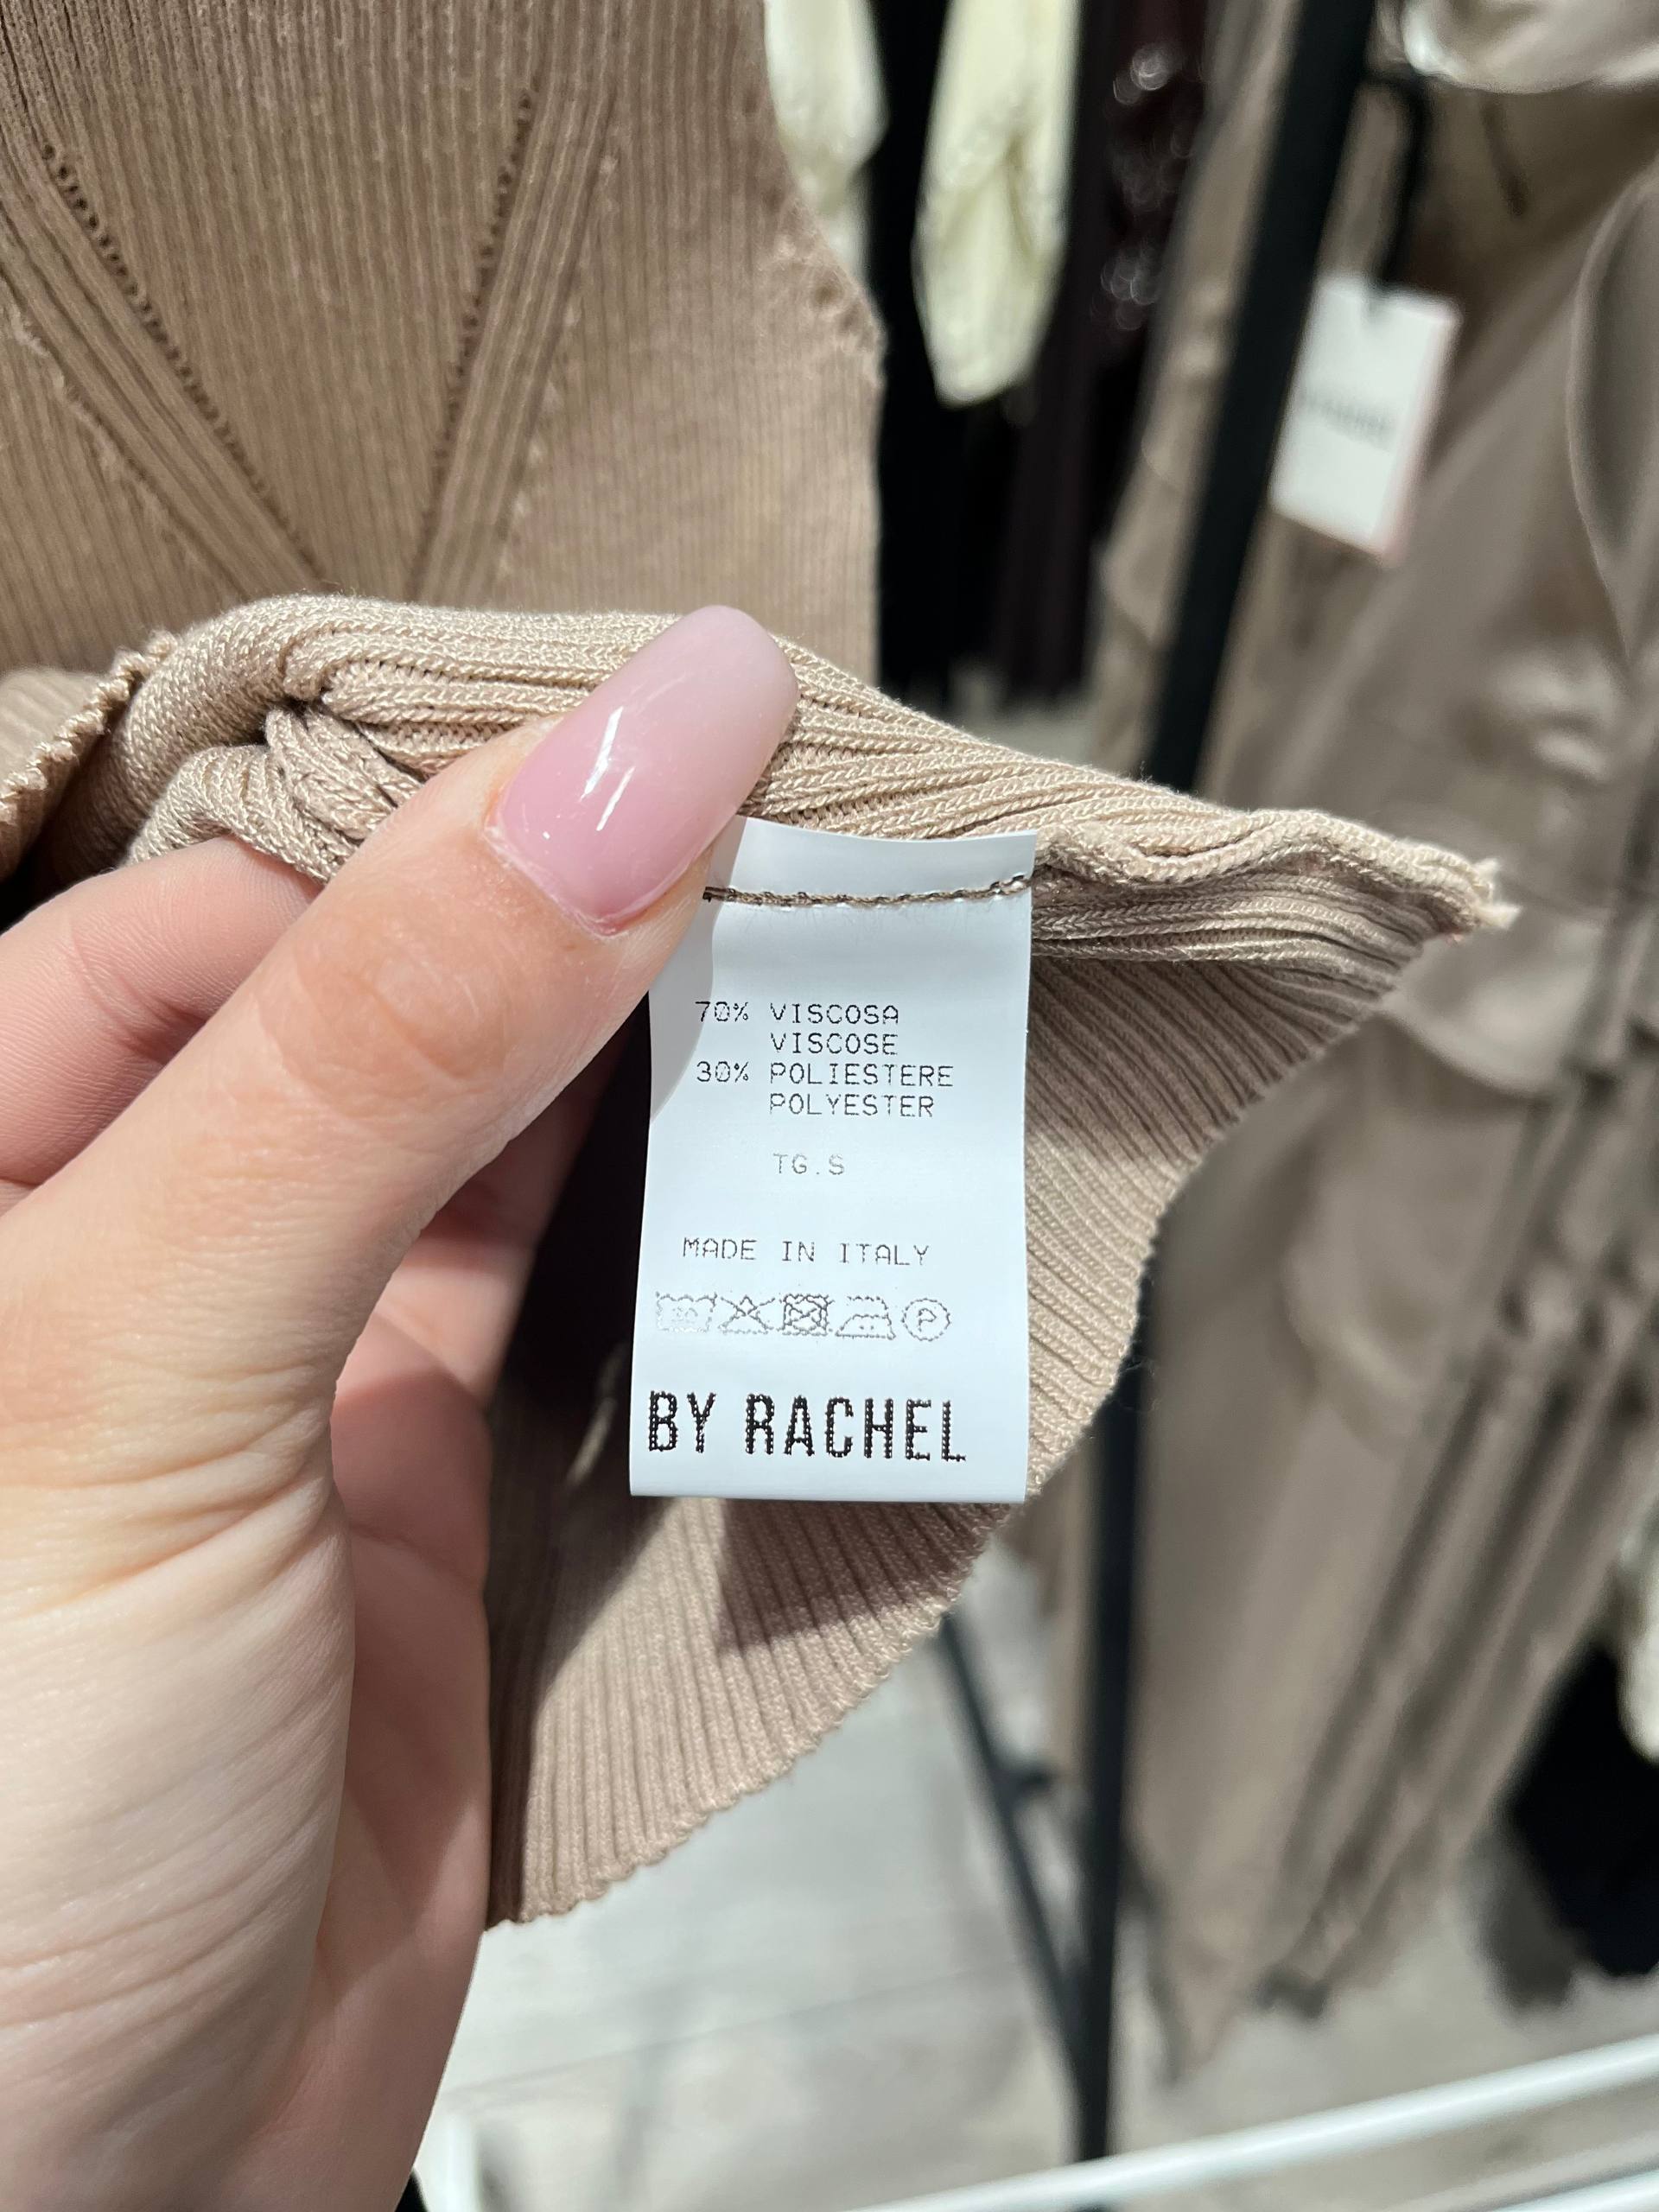 70% VISCOSA
VISCOSE
30% POLIESTERE
POLYESTER
TG.S
MADE IN ITALY
P
BY RACHEL